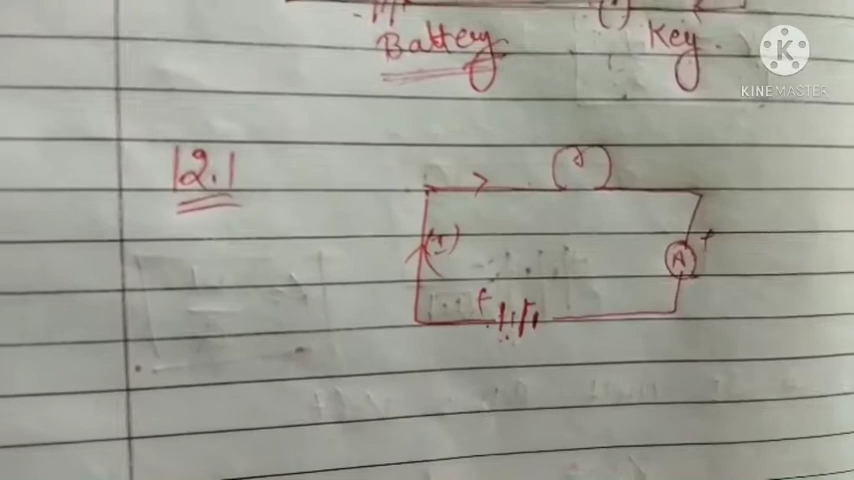 Battery
Key
K
KINEMASTER
12.1
(I)
A
+